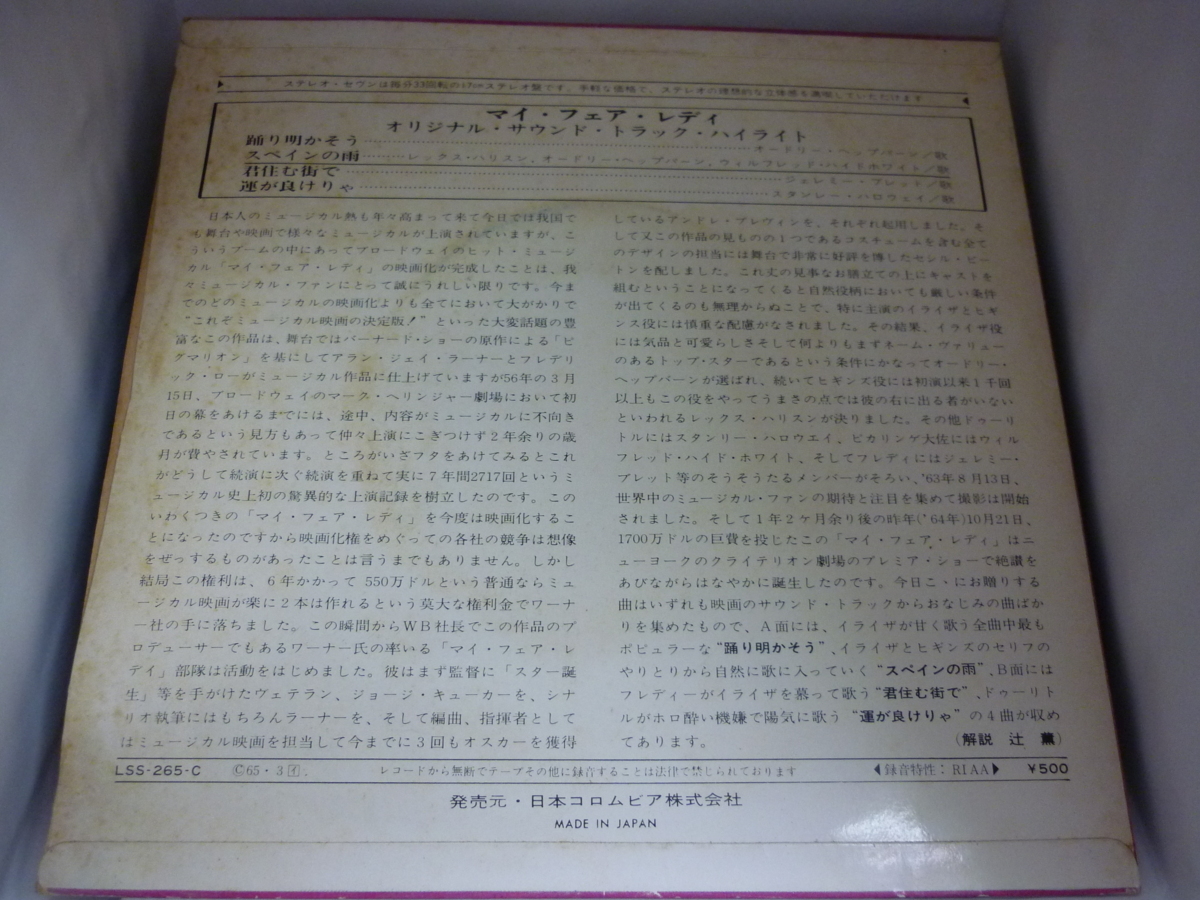 ステレオ・セヴンは毎分33回転の17cmステレオ盤です。手軽な価格で、ステレオの理想的な立体感を満喫していただけます
マイ・フェア・レディ
オリジナル・サウンド・トラック・ハイライト
踊り明かそう……オードリー・ヘップバーン/歌
スペインの雨……レックス・ハリスン, オードリー・ヘップバーン, ウィルフレッド・ハイドホワイト/歌
君住む街で……ジェレミー・ブレット/歌
運が良けりゃ……スタンレー・ハロウェイ/歌
日本人のミュージカル熱も年々高まって来て今日では我国で
も舞台や映画で様々なミュージカルが上演されていますが、こ
ういうブームの中にあってブロードウェイのヒット・ミュージ
カル「マイ・フェア・レディ」の映画化が完成したことは、我
々ミュージカル・ファンにとって誠にうれしい限りです。今ま
でのどのミュージカルの映画化よりも全てにおいて大がかりで
“これぞミュージカル映画の決定版!”といった大変話題の豊
富なこの作品は、舞台ではバーナード・ショーの原作による「ピ
グマリオン」を基にしてアラン・ジェイ・ラーナーとフレデリ
ック・ローがミュージカル作品に仕上げていますが56年の3月
15日、ブロードウェイのマーク・ヘリンジャー劇場において初
日の幕をあけるまでには、途中、内容がミュージカルに不向き
であるという見方もあって仲々上演にこぎつけず2年余りの歳
月が費やされています。ところがいざフタをあけてみるとこれ
がどうして続演に次ぐ続演を重ねて実に7年間2717回というミ
ュージカル史上初の驚異的な上演記録を樹立したのです。この
いわくつきの「マイ・フェア・レディ」を今度は映画化するこ
とになったのですから映画化権をめぐっての各社の競争は想像
をぜっするものがあったことは言うまでもありません。しかし
結局この権利は、6年かかって550万ドルという普通ならミュ
ージカル映画が楽に2本は作れるという莫大な権利金でワーナ
ー社の手に落ちました。この瞬間からWB社長でこの作品のプ
ロデューサーでもあるワーナー氏の率いる「マイ・フェア・レ
デイ」部隊は活動をはじめました。彼はまず監督に「スター誕
生」等を手がけたヴェテラン、ジョージ・キューカーを、シナ
リオ執筆にはもちろんラーナーを、そして編曲、指揮者として
はミュージカル映画を担当して今までに3回もオスカーを獲得
しているアンドレ・プレヴィンを、それぞれ起用しました。そ
して又この作品の見ものの1つであるコスチュームを含む全て
のデザインの担当には舞台で非常に好評を博したセシル・ビー
トンを配しました。これ丈の見事なお膳立ての上にキャストを
組むということになってくると自然役柄においても厳しい条件
が出てくるのも無理からぬことで、特に主演のイライザとヒギ
ンス役には慎重な配慮がなされました。その結果、イライザ役
には気品と可愛らしさそして何よりもまずネーム・ヴァリュー
のあるトップ・スターであるという条件にかなってオードリー・
ヘップバーンが選ばれ、続いてヒギンズ役には初演以来1千回
以上もこの役をやってうまさの点では彼の右に出る者がいない
といわれるレックス・ハリスンが決りました。その他ドゥーリ
トルにはスタンリー・ハロウエイ、ピカリング大佐にはウィル
フレッド・ハイド・ホワイト、そしてフレディにはジェレミー・
ブレット等のそうそうたるメンバーがそろい、'63年8月13日、
世界中のミュージカル・ファンの期待と注目を集めて撮影は開始
されました。そして1年2ヶ月余り後の昨年('64年)10月21日、
1700万ドルの巨費を投じたこの「マイ・フェア・レディ」はニ
ューヨークのクライテリオン劇場のプレミア・ショーで絶讃を
あびながらはなやかに誕生したのです。今日こゝにお贈りする
曲はいずれも映画のサウンド・トラックからおなじみの曲ばか
りを集めたもので、A面には、イライザが甘く歌う全曲中最も
ポピュラーな“踊り明かそう”、イライザとヒギンズのセリフの
やりとりから自然に歌に入っていく“スペインの雨”、B面には
フレディーがイライザを慕って歌う“君住む街で”、ドゥーリト
ルがホロ酔い機嫌で陽気に歌う“運が良けりゃ”の4曲が収め
てあります。 (解説 辻 薫)
LSS-265-C ©65・3 レコードから無断でテープその他に録音することは法律で禁じられております ◀録音特性:RIAA▶ ¥500
発売元・日本コロムビア株式会社
MADE IN JAPAN